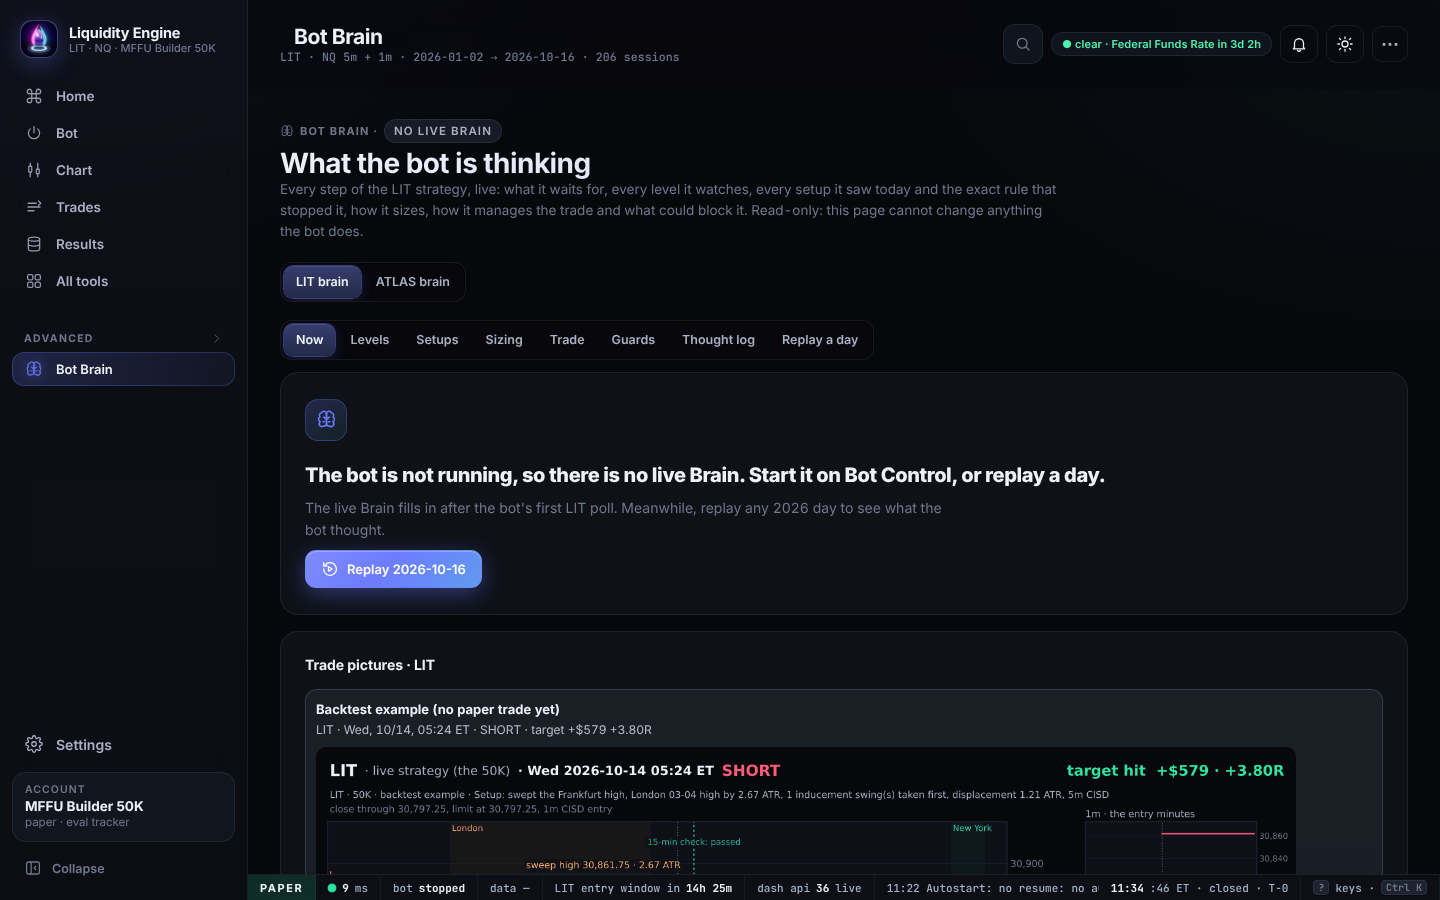 Liquidity Engine
LIT · NQ · MFFU Builder 50K
Home
Bot
Chart
Trades
Results
All tools
ADVANCED
Bot Brain
Settings
ACCOUNT
MFFU Builder 50K
paper · eval tracker
Collapse
Bot Brain
LIT · NQ 5m + 1m · 2026-01-02 → 2026-10-16 · 206 sessions
clear · Federal Funds Rate in 3d 2h
BOT BRAIN · NO LIVE BRAIN
What the bot is thinking
Every step of the LIT strategy, live: what it waits for, every level it watches, every setup it saw today and the exact rule that
stopped it, how it sizes, how it manages the trade and what could block it. Read-only: this page cannot change anything
the bot does.
LIT brain ATLAS brain
Now Levels Setups Sizing Trade Guards Thought log Replay a day
The bot is not running, so there is no live Brain. Start it on Bot Control, or replay a day.
The live Brain fills in after the bot's first LIT poll. Meanwhile, replay any 2026 day to see what the
bot thought.
Replay 2026-10-16
Trade pictures · LIT
Backtest example (no paper trade yet)
LIT · Wed, 10/14, 05:24 ET · SHORT · target +$579 +3.80R
LIT · live strategy (the 50K) · Wed 2026-10-14 05:24 ET SHORT target hit +$579 · +3.80R
LIT · 50K · backtest example · Setup: swept the Frankfurt high, London 03-04 high by 2.67 ATR, 1 inducement swing(s) taken first, displacement 1.21 ATR, 5m CISD
close through 30,797.25, limit at 30,797.25, 1m CISD entry
1m · the entry minutes
London
New York
15-min check: passed
sweep high 30,861.75 · 2.67 ATR
30,900
30,860
30,840
PAPER 9 ms bot stopped data — LIT entry window in 14h 25m dash api 36 live 11:22 Autostart: no resume: no a 11:34 :46 ET · closed · T-0 ? keys · Ctrl K